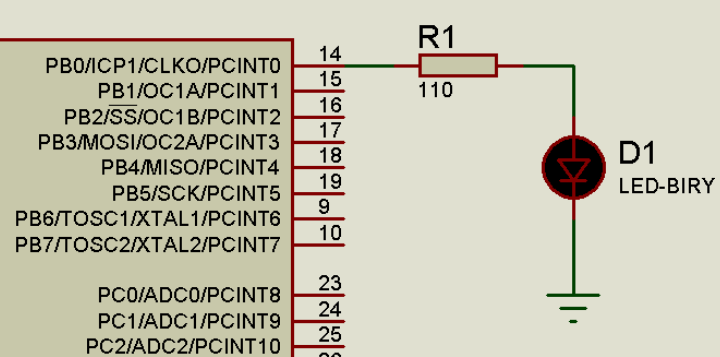 R1
PB0/ICP1/CLKO/PCINT0 14
110
PB1/OC1A/PCINT1 15
PB2/SS/OC1B/PCINT2 16
PB3/MOSI/OC2A/PCINT3 17
PB4/MISO/PCINT4 18
PB5/SCK/PCINT5 19
PB6/TOSC1/XTAL1/PCINT6 9
PB7/TOSC2/XTAL2/PCINT7 10
D1
LED-BIRY
PC0/ADC0/PCINT8 23
PC1/ADC1/PCINT9 24
PC2/ADC2/PCINT10 25